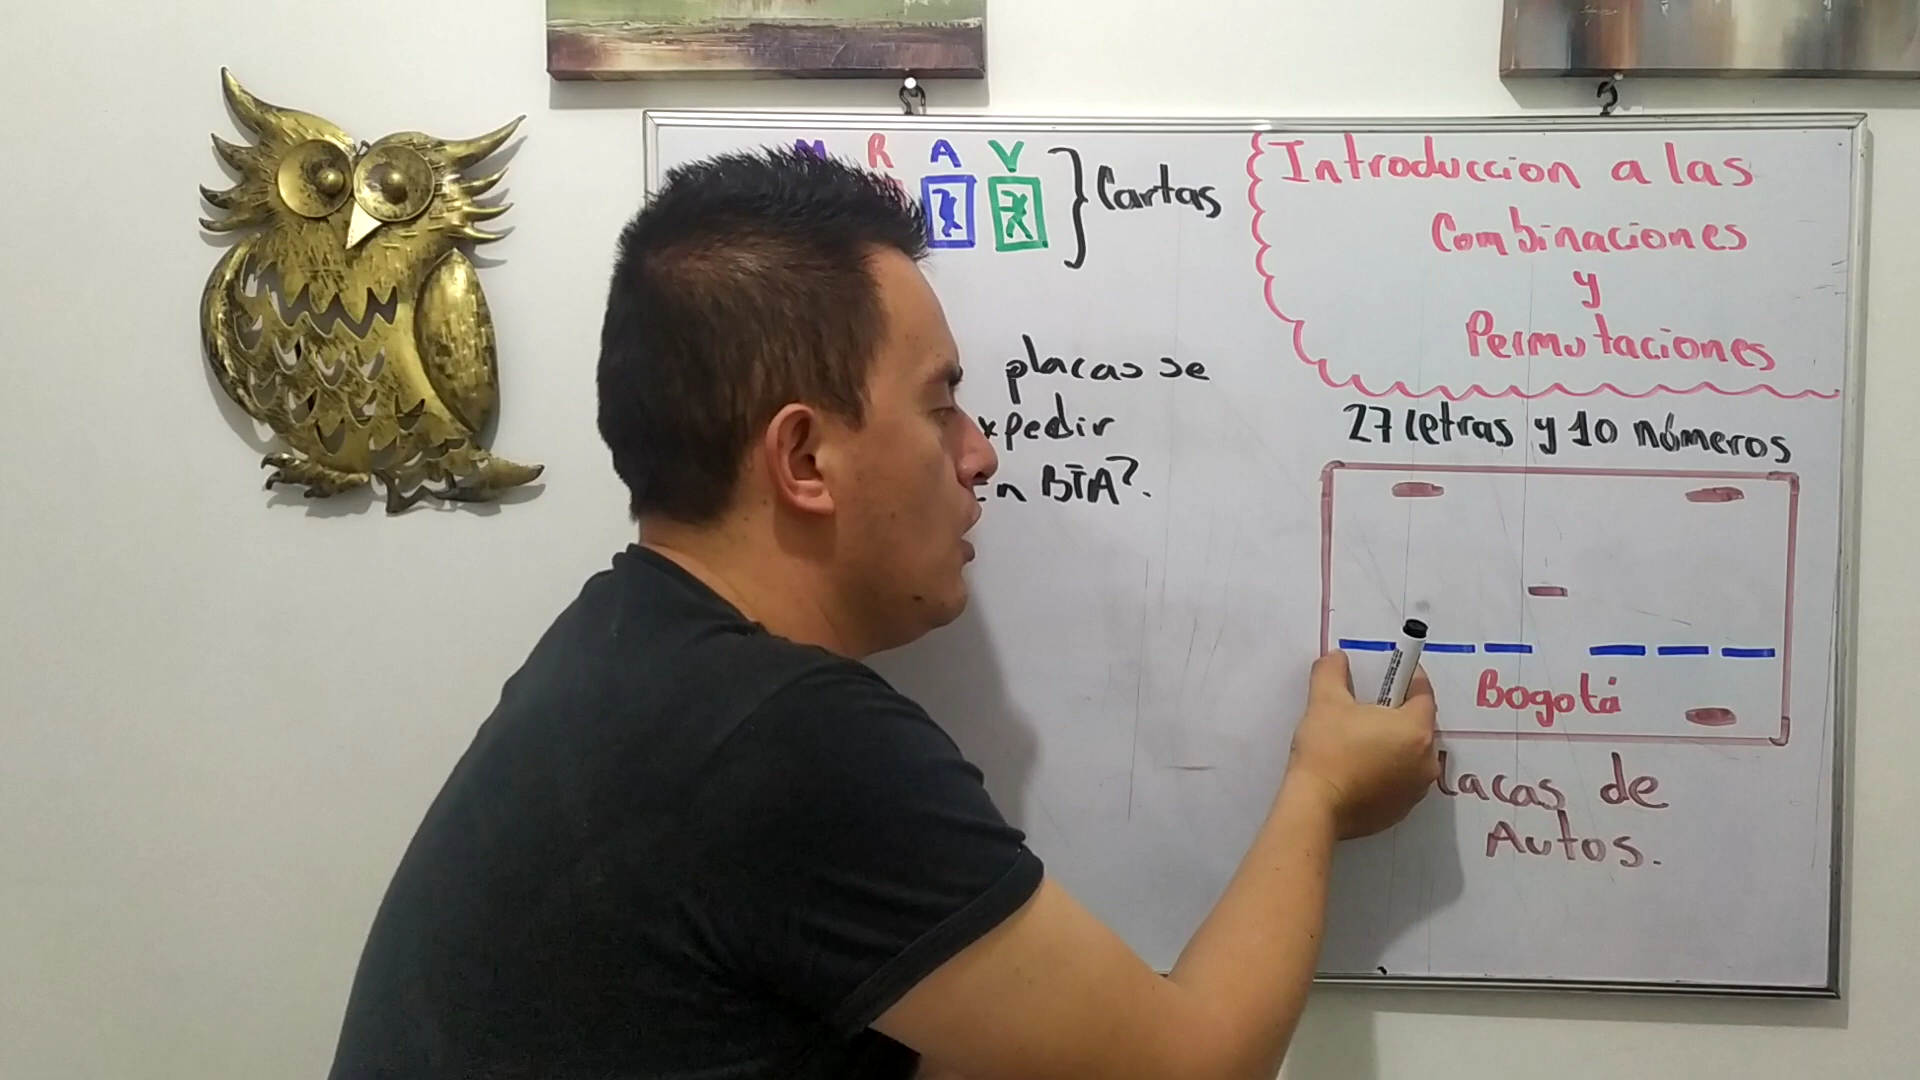 R A V
Cartas
Introduccion a las
Combinaciones
y
Permutaciones
placas se
xpedir
en BTA?.
27 letras y 10 números
-
Bogotá
lacas de
Autos.